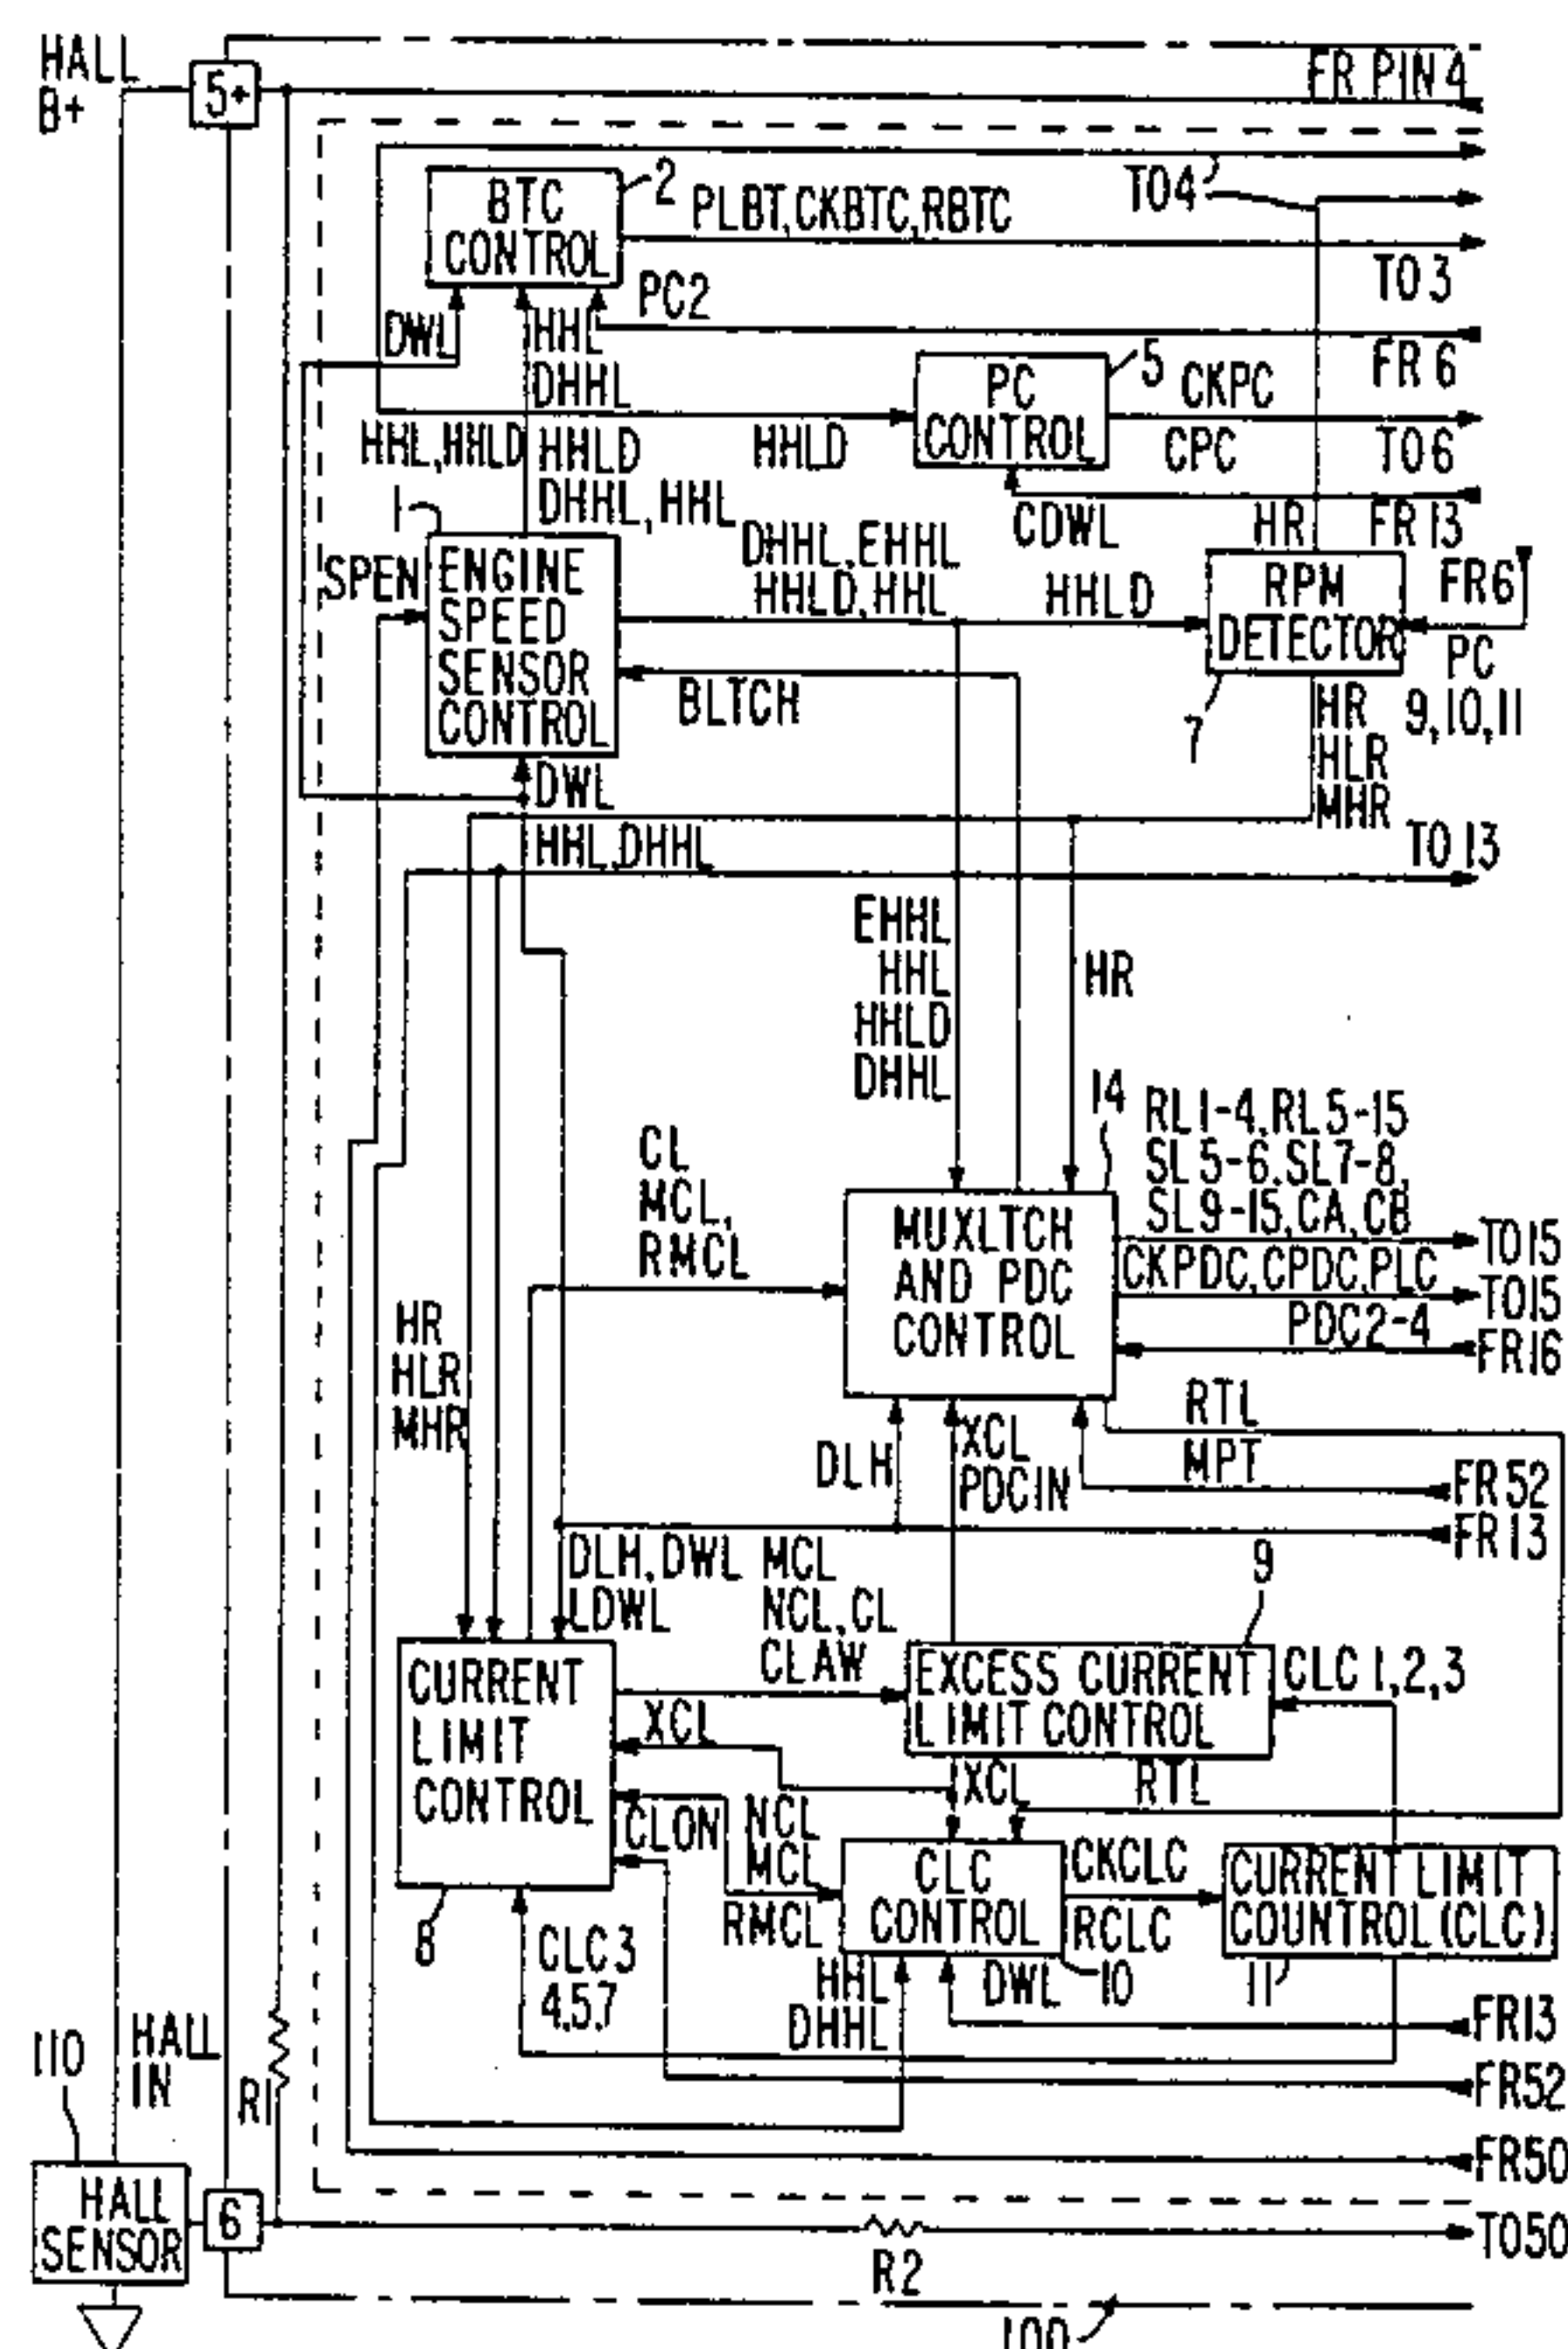 HALL
B+
5+
FR PIN 4
TO4
BTC
CONTROL
2
PLBT,CKBTC,RBTC
TO 3
PC2
FR 6
DWL
HHL
DHHL
PC
CONTROL
5
CKPC
CPC
TO 6
HHL,HHLD
HHLD
DHHL,HHL
HHLD
CDWL
HR
FR 13
1
SPEN
ENGINE
SPEED
SENSOR
CONTROL
DHHL,EHHL
HHLD,HHL
HHLD
RPM
DETECTOR
FR6
PC
9,10,11
7
BLTCH
HR
HLR
MHR
DWL
HHL,DHHL
TO 13
EHHL
HHL
HHLD
DHHL
HR
14
RL1-4,RL5-15
SL5-6,SL7-8,
SL9-15,CA,CB
TO15
CL
MCL,
RMCL
MUXLTCH
AND PDC
CONTROL
CKPDC,CPDC,PLC
TO15
PDC2-4
FR16
HR
HLR
MHR
RTL
MPT
FR52
DLH
XCL
PDCIN
FR13
DLH,DWL
LDWL
MCL
NCL,CL
CLAW
9
CURRENT
LIMIT
CONTROL
8
EXCESS CURRENT
LIMIT CONTROL
CLC 1,2,3
XCL
XCL
RTL
CLON
NCL
MCL
RMCL
CLC
CONTROL
10
CKCLC
RCLC
CURRENT LIMIT
COUNTROL(CLC)
11
CLC3
4,5,7
HHL
DHHL
DWL
FR13
FR52
FR50
110
HALL
IN
R1
HALL
SENSOR
6
R2
TO50
100